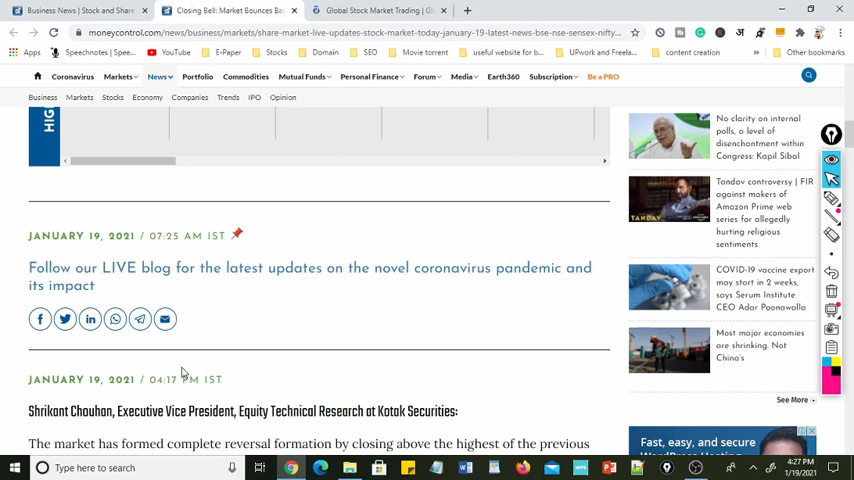 Business News | Stock and Share
Closing Bell: Market Bounces Bac
Global Stock Market Trading | Gl
moneycontrol.com/news/business/markets/share-market-live-updates-stock-market-today-january-19-latest-news-bse-nse-sensex-nifty...
Apps
Speechnotes | Spee...
YouTube
E-Paper
Stocks
Domain
SEO
Movie torrent
useful website for b...
UPwork and Freela...
content creation
Other bookmarks
Coronavirus Markets News Portfolio Commodities Mutual Funds Personal Finance Forum Media Earth360 Subscription Be a PRO
Business Markets Stocks Economy Companies Trends IPO Opinion
HIG
JANUARY 19, 2021 / 07:25 AM IST
Follow our LIVE blog for the latest updates on the novel coronavirus pandemic and
its impact
JANUARY 19, 2021 / 04:17 PM IST
Shrikant Chouhan, Executive Vice President, Equity Technical Research at Kotak Securities:
The market has formed complete reversal formation by closing above the highest of the previous
No clarity on internal
polls, a level of
disenchantment within
Congress: Kapil Sibal
TANDAV
Tandav controversy | FIR
against makers of
Amazon Prime web
series for allegedly
hurting religious
sentiments
COVID-19 vaccine export
may start in 2 weeks,
says Serum Institute
CEO Adar Poonawalla
Most major economies
are shrinking. Not
China's
See More
Fast, easy, and secure
WordPress Hosting
Type here to search
4:27 PM
1/19/2021